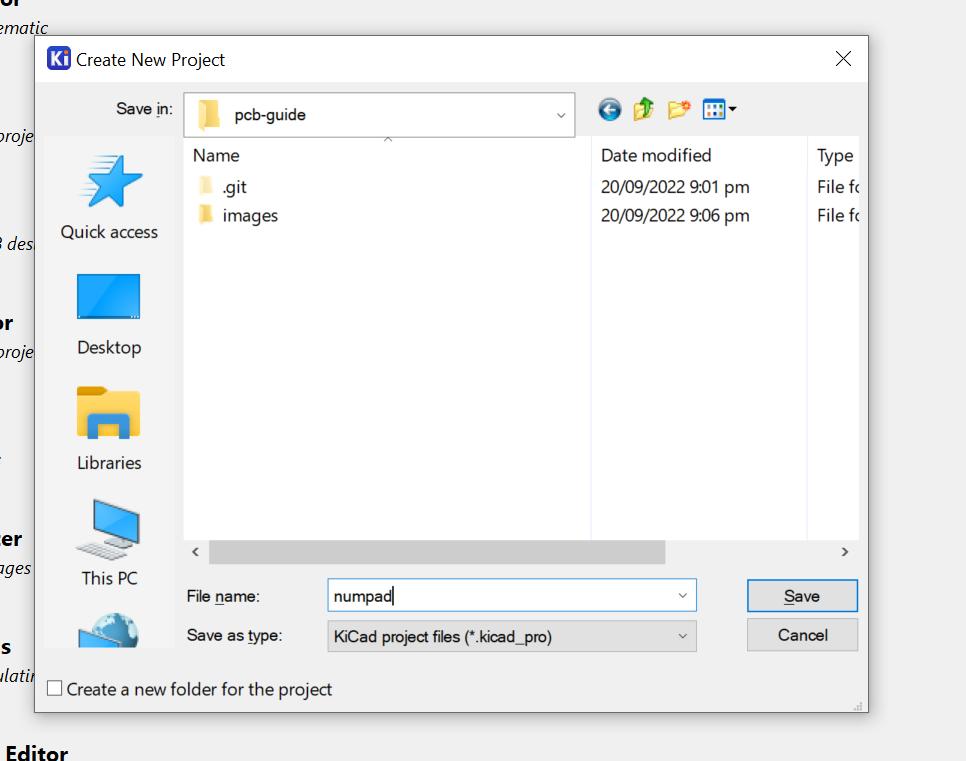 ematic
Ki Create New Project
Save in: pcb-guide
proje
Name Date modified Type
.git 20/09/2022 9:01 pm File fo
images 20/09/2022 9:06 pm File fo
Quick access
B des
Desktop
or
proje
Libraries
ter
ages
This PC
File name: numpad Save
Save as type: KiCad project files (*.kicad_pro) Cancel
s
ulatin
Create a new folder for the project
Editor